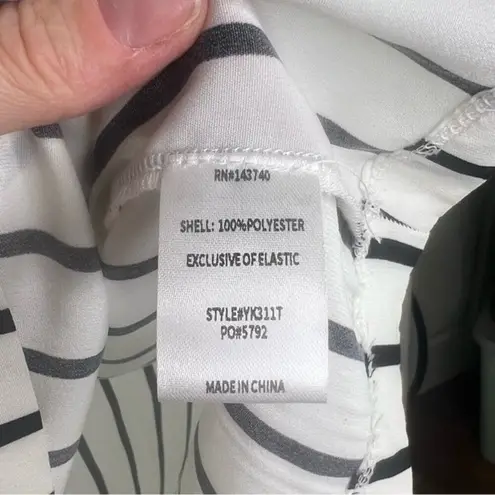 RN#143740
SHELL: 100%POLYESTER
EXCLUSIVE OF ELASTIC
STYLE#YK311T
PO#5792
MADE IN CHINA